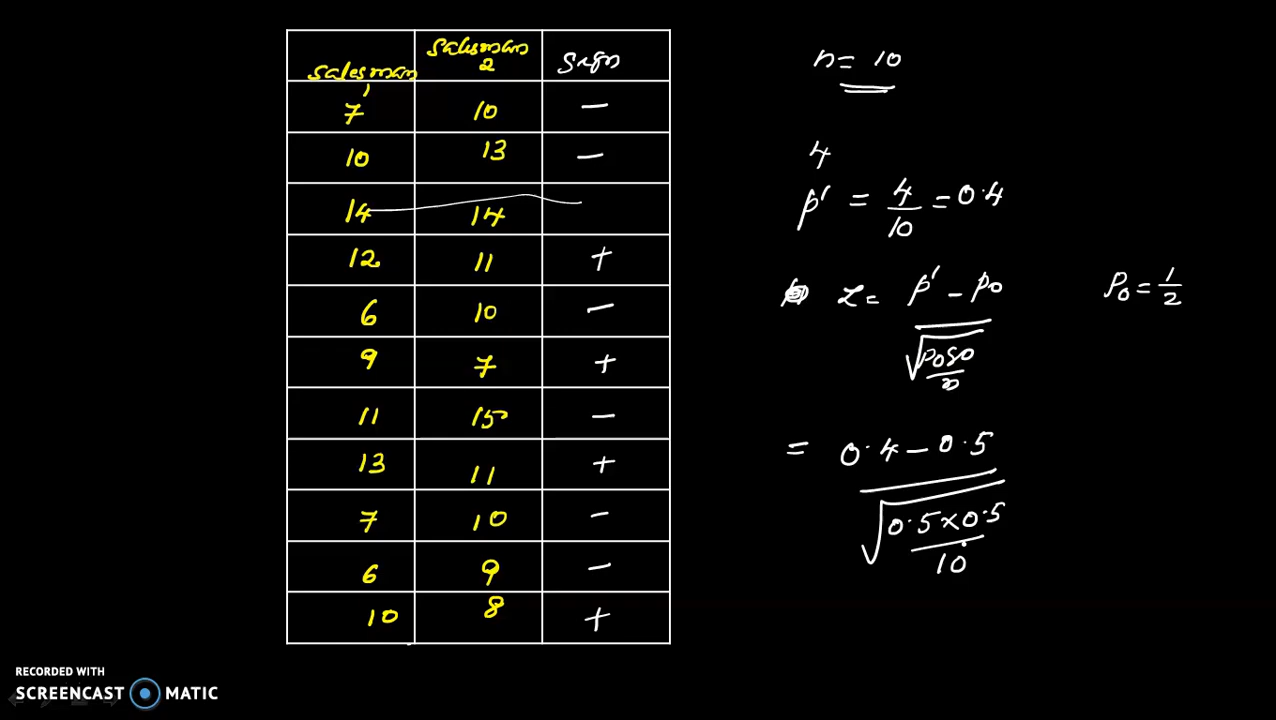 salesman 1 salesman 2 sign
7 10 −
10 13 −
14 14
12 11 +
6 10 −
9 7 +
11 15 −
13 11 +
7 10 −
6 9 −
10 8 +
n = 10
4
p' = 4/10 = 0.4
z = p' − p0 / √(p0q0/n) p0 = 1/2
= 0.4 − 0.5 / √(0.5×0.5/10)
RECORDED WITH
SCREENCAST MATIC